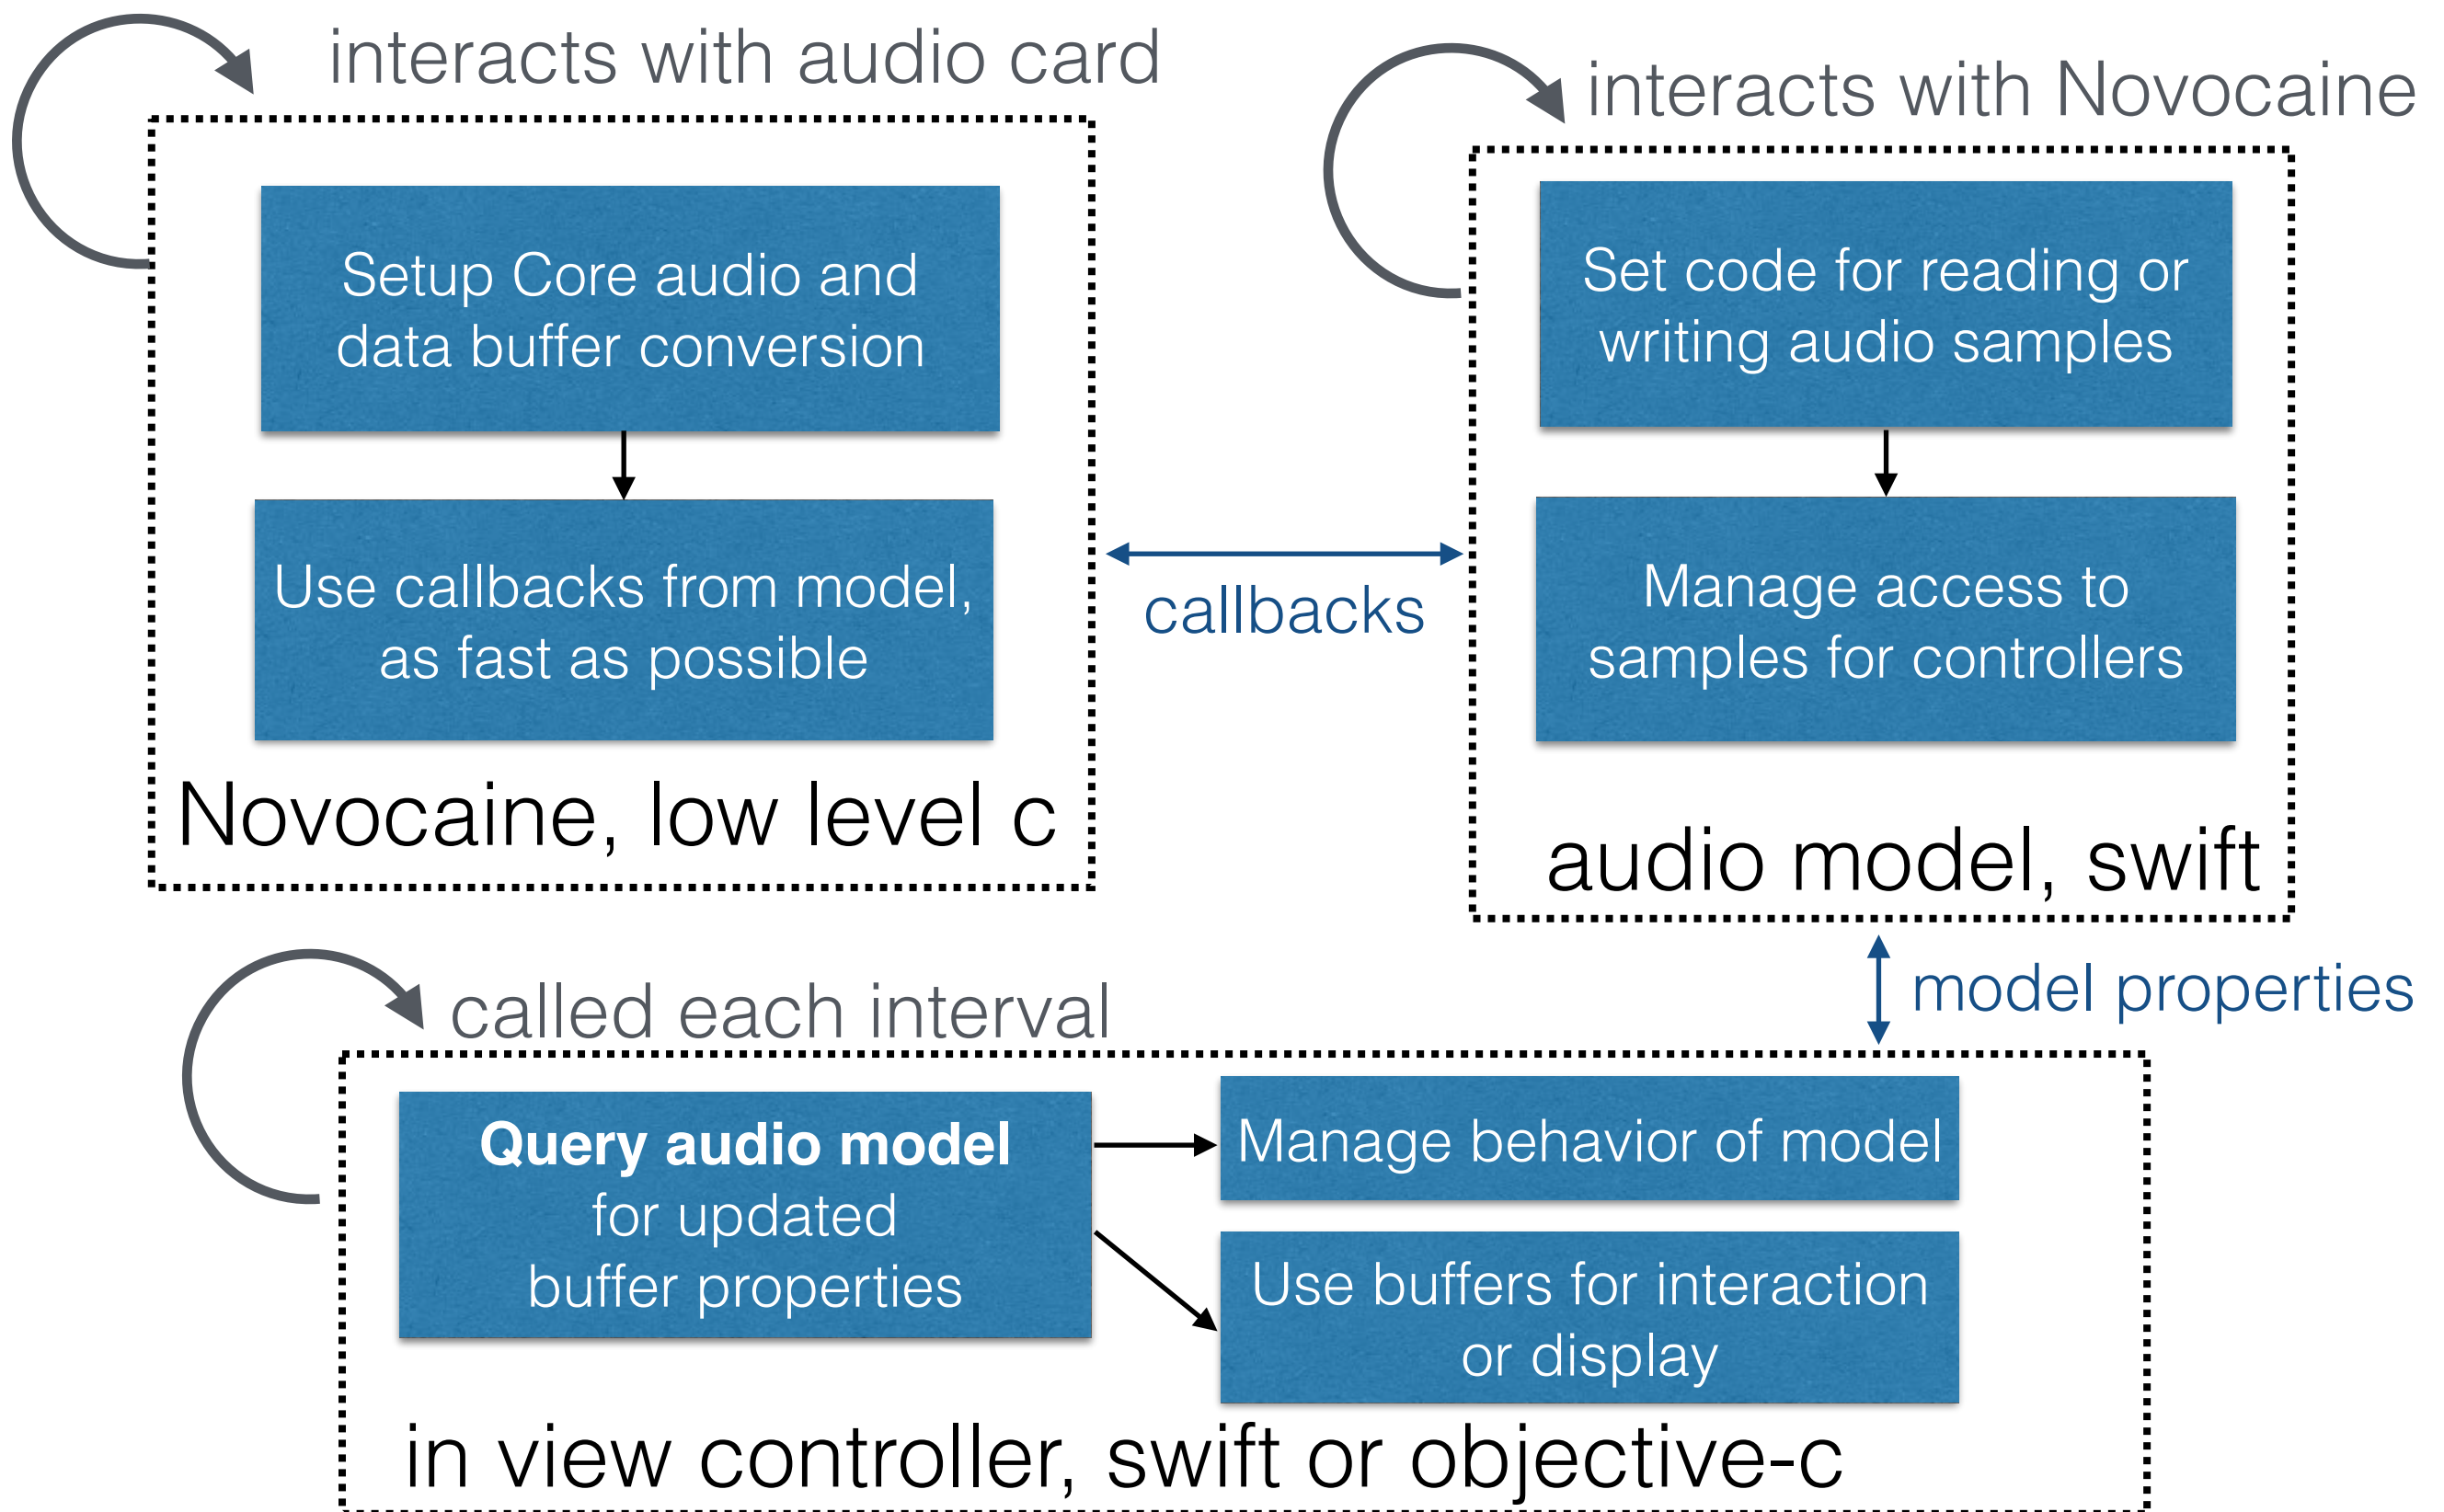 interacts with audio card
Setup Core audio and
data buffer conversion
Use callbacks from model,
as fast as possible
Novocaine, low level c
callbacks
interacts with Novocaine
Set code for reading or
writing audio samples
Manage access to
samples for controllers
audio model, swift
model properties
called each interval
Query audio model
for updated
buffer properties
Manage behavior of model
Use buffers for interaction
or display
in view controller, swift or objective-c